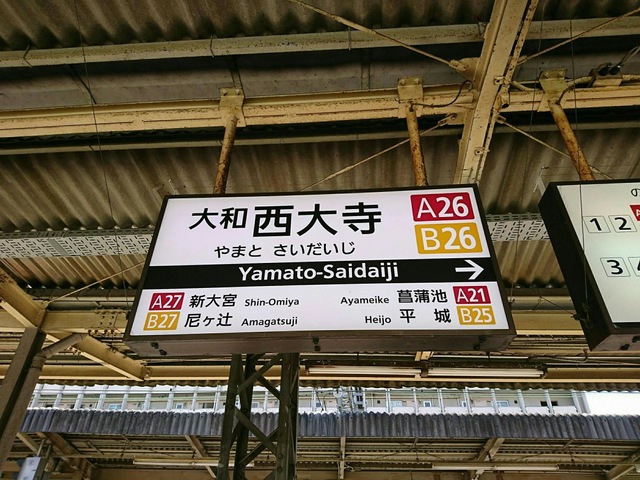 大和西大寺 A26
やまと さいだいじ B26
Yamato-Saidaiji
A27 新大宮 Shin-Omiya Ayameike 菖蒲池 A21
B27 尼ヶ辻 Amagatsuji Heijo 平城 B25
の
1 2
3